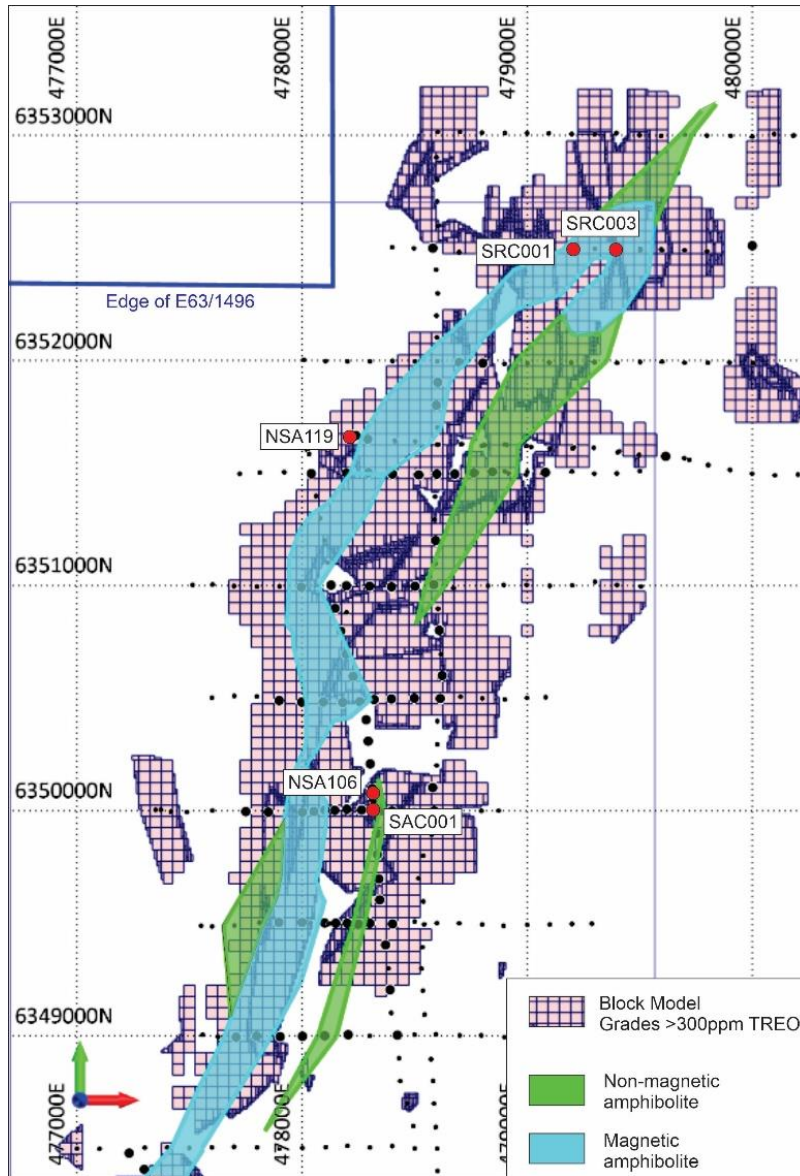 477000E
478000E
479000E
480000E
6353000N
SRC003
SRC001
Edge of E63/1496
6352000N
NSA119
6351000N
NSA106
6350000N
SAC001
6349000N
Block Model
Grades >300ppm TREO
Non-magnetic
amphibolite
Magnetic
amphibolite
477000E
478000E